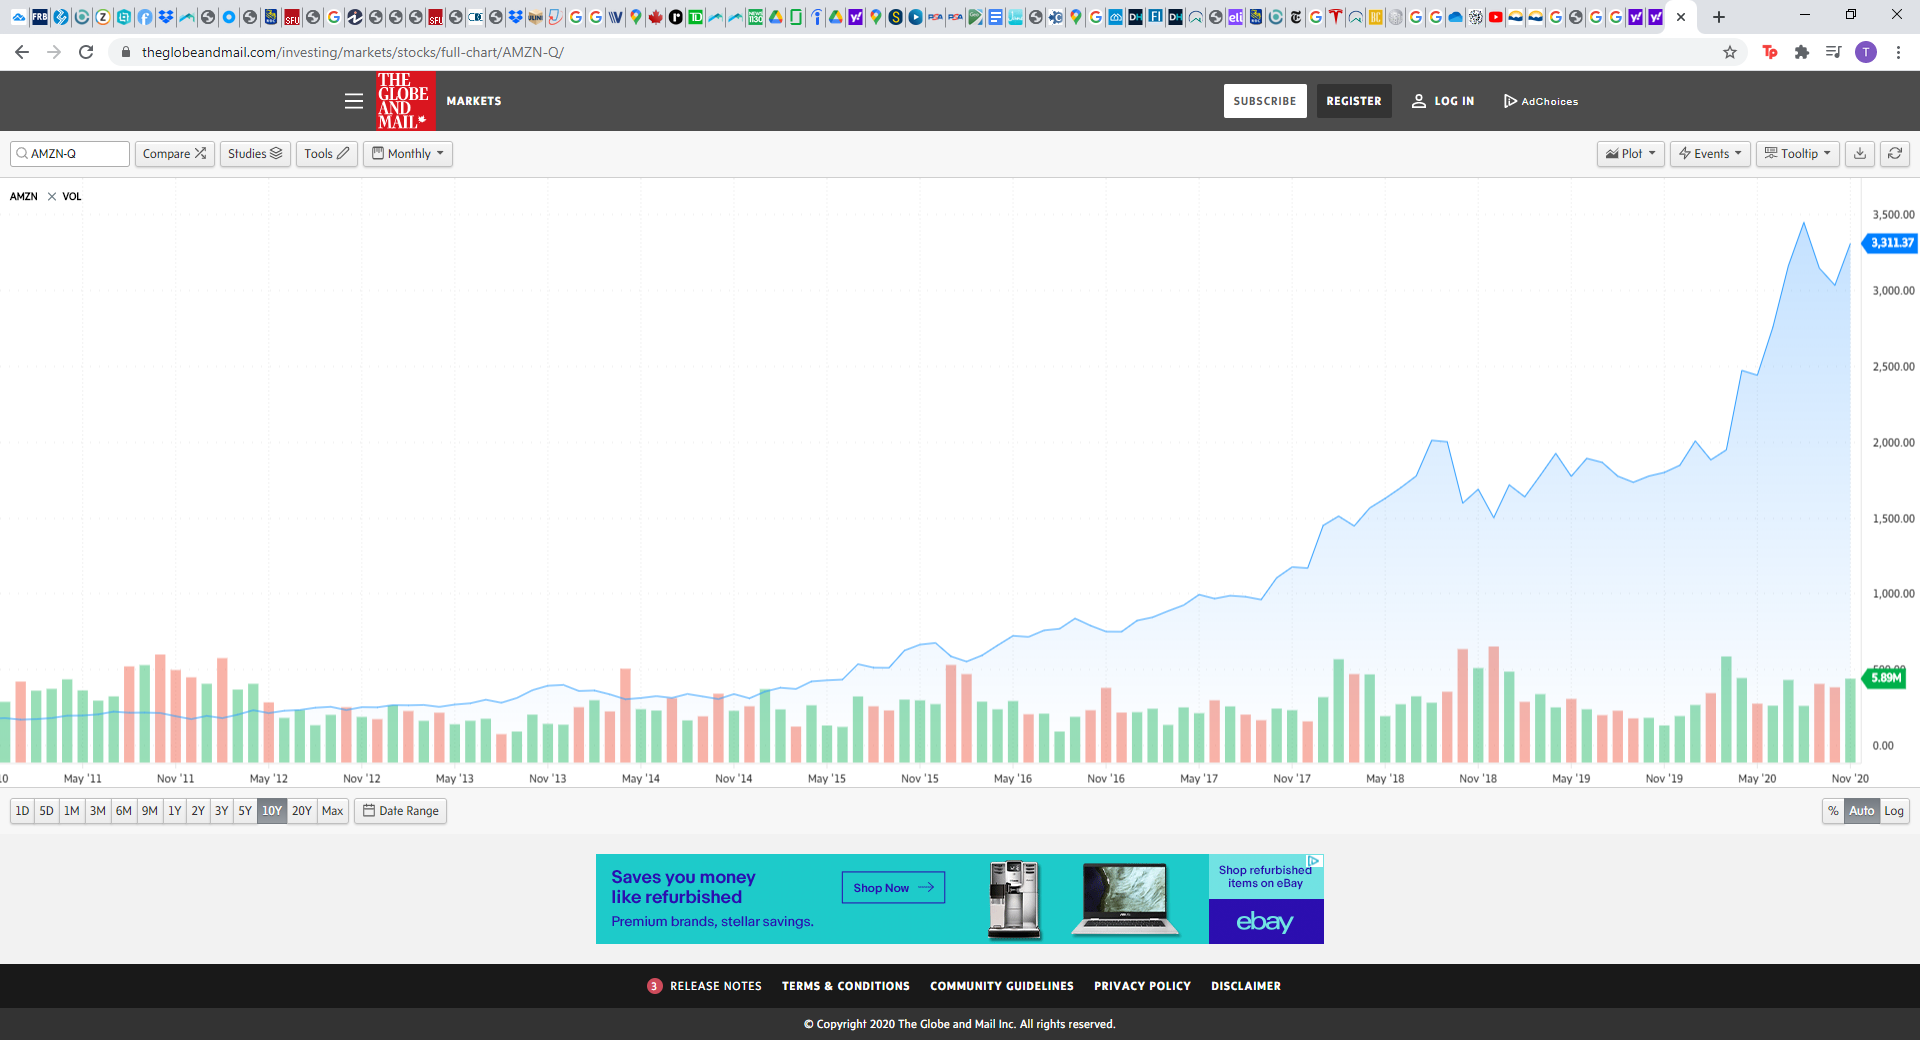 theglobeandmail.com/investing/markets/stocks/full-chart/AMZN-Q/
T
THE
GLOBE
AND
MAIL
MARKETS
SUBSCRIBE
REGISTER
LOG IN
AdChoices
AMZN-Q
Compare
Studies
Tools
Monthly
Plot
Events
Tooltip
AMZN
VOL
3,500.00
3,311.37
3,000.00
2,500.00
2,000.00
1,500.00
1,000.00
5.89M
0.00
May '11
Nov '11
May '12
Nov '12
May '13
Nov '13
May '14
Nov '14
May '15
Nov '15
May '16
Nov '16
May '17
Nov '17
May '18
Nov '18
May '19
Nov '19
May '20
Nov '20
1D 5D 1M 3M 6M 9M 1Y 2Y 3Y 5Y 10Y 20Y Max
Date Range
% Auto Log
Saves you money
like refurbished
Premium brands, stellar savings.
Shop Now
Shop refurbished
items on eBay
ebay
3 RELEASE NOTES TERMS & CONDITIONS COMMUNITY GUIDELINES PRIVACY POLICY DISCLAIMER
© Copyright 2020 The Globe and Mail Inc. All rights reserved.